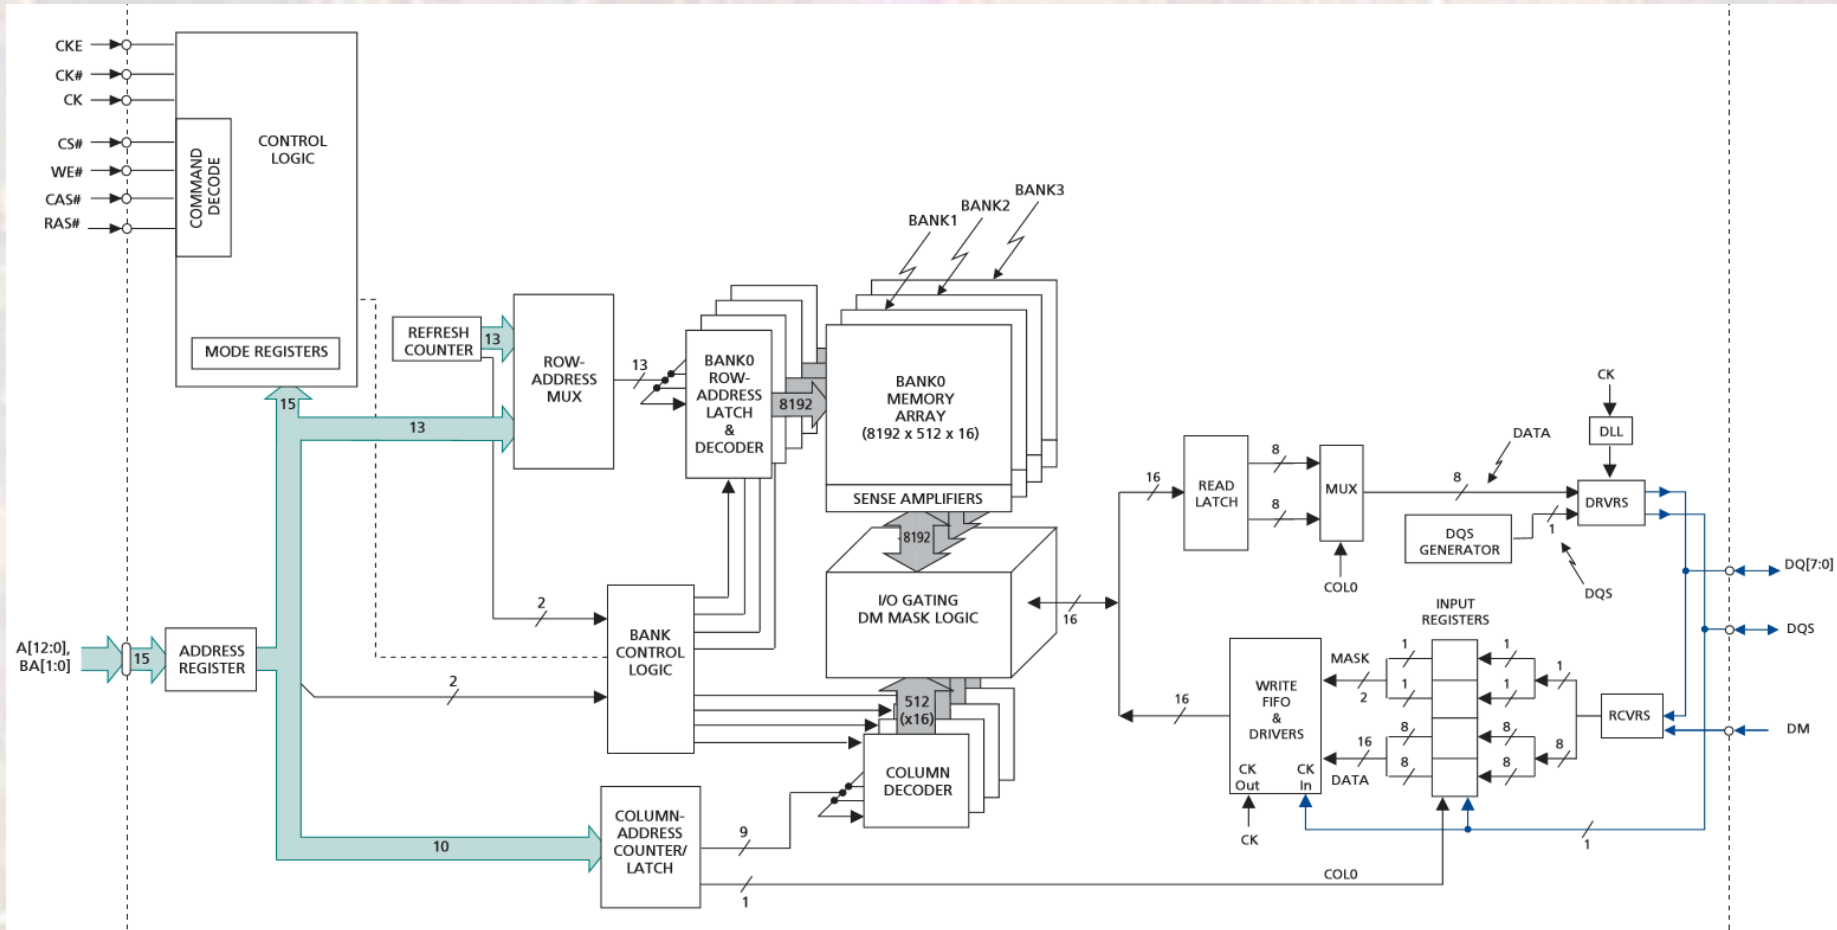 CKE
CK#
CK
CS#
WE#
CAS#
RAS#
COMMAND
DECODE
CONTROL
LOGIC
MODE REGISTERS
15
REFRESH
COUNTER
13
13
ROW-
ADDRESS
MUX
13
BANK0
ROW-
ADDRESS
LATCH
&
DECODER
8192
BANK1
BANK2
BANK3
BANK0
MEMORY
ARRAY
(8192 x 512 x 16)
SENSE AMPLIFIERS
8192
I/O GATING
DM MASK LOGIC
16
512
(x16)
COLUMN
DECODER
A[12:0],
BA[1:0]
15
ADDRESS
REGISTER
2
2
BANK
CONTROL
LOGIC
10
COLUMN-
ADDRESS
COUNTER/
LATCH
9
1
COL0
16
READ
LATCH
8
8
MUX
COL0
8
DATA
CK
DLL
DRVRS
DQS
GENERATOR
1
DQS
DQ[7:0]
DQS
DM
INPUT
REGISTERS
16
WRITE
FIFO
&
DRIVERS
CK
Out
CK
In
CK
MASK
2
16
DATA
1
1
8
8
1
1
8
8
1
8
RCVRS
1